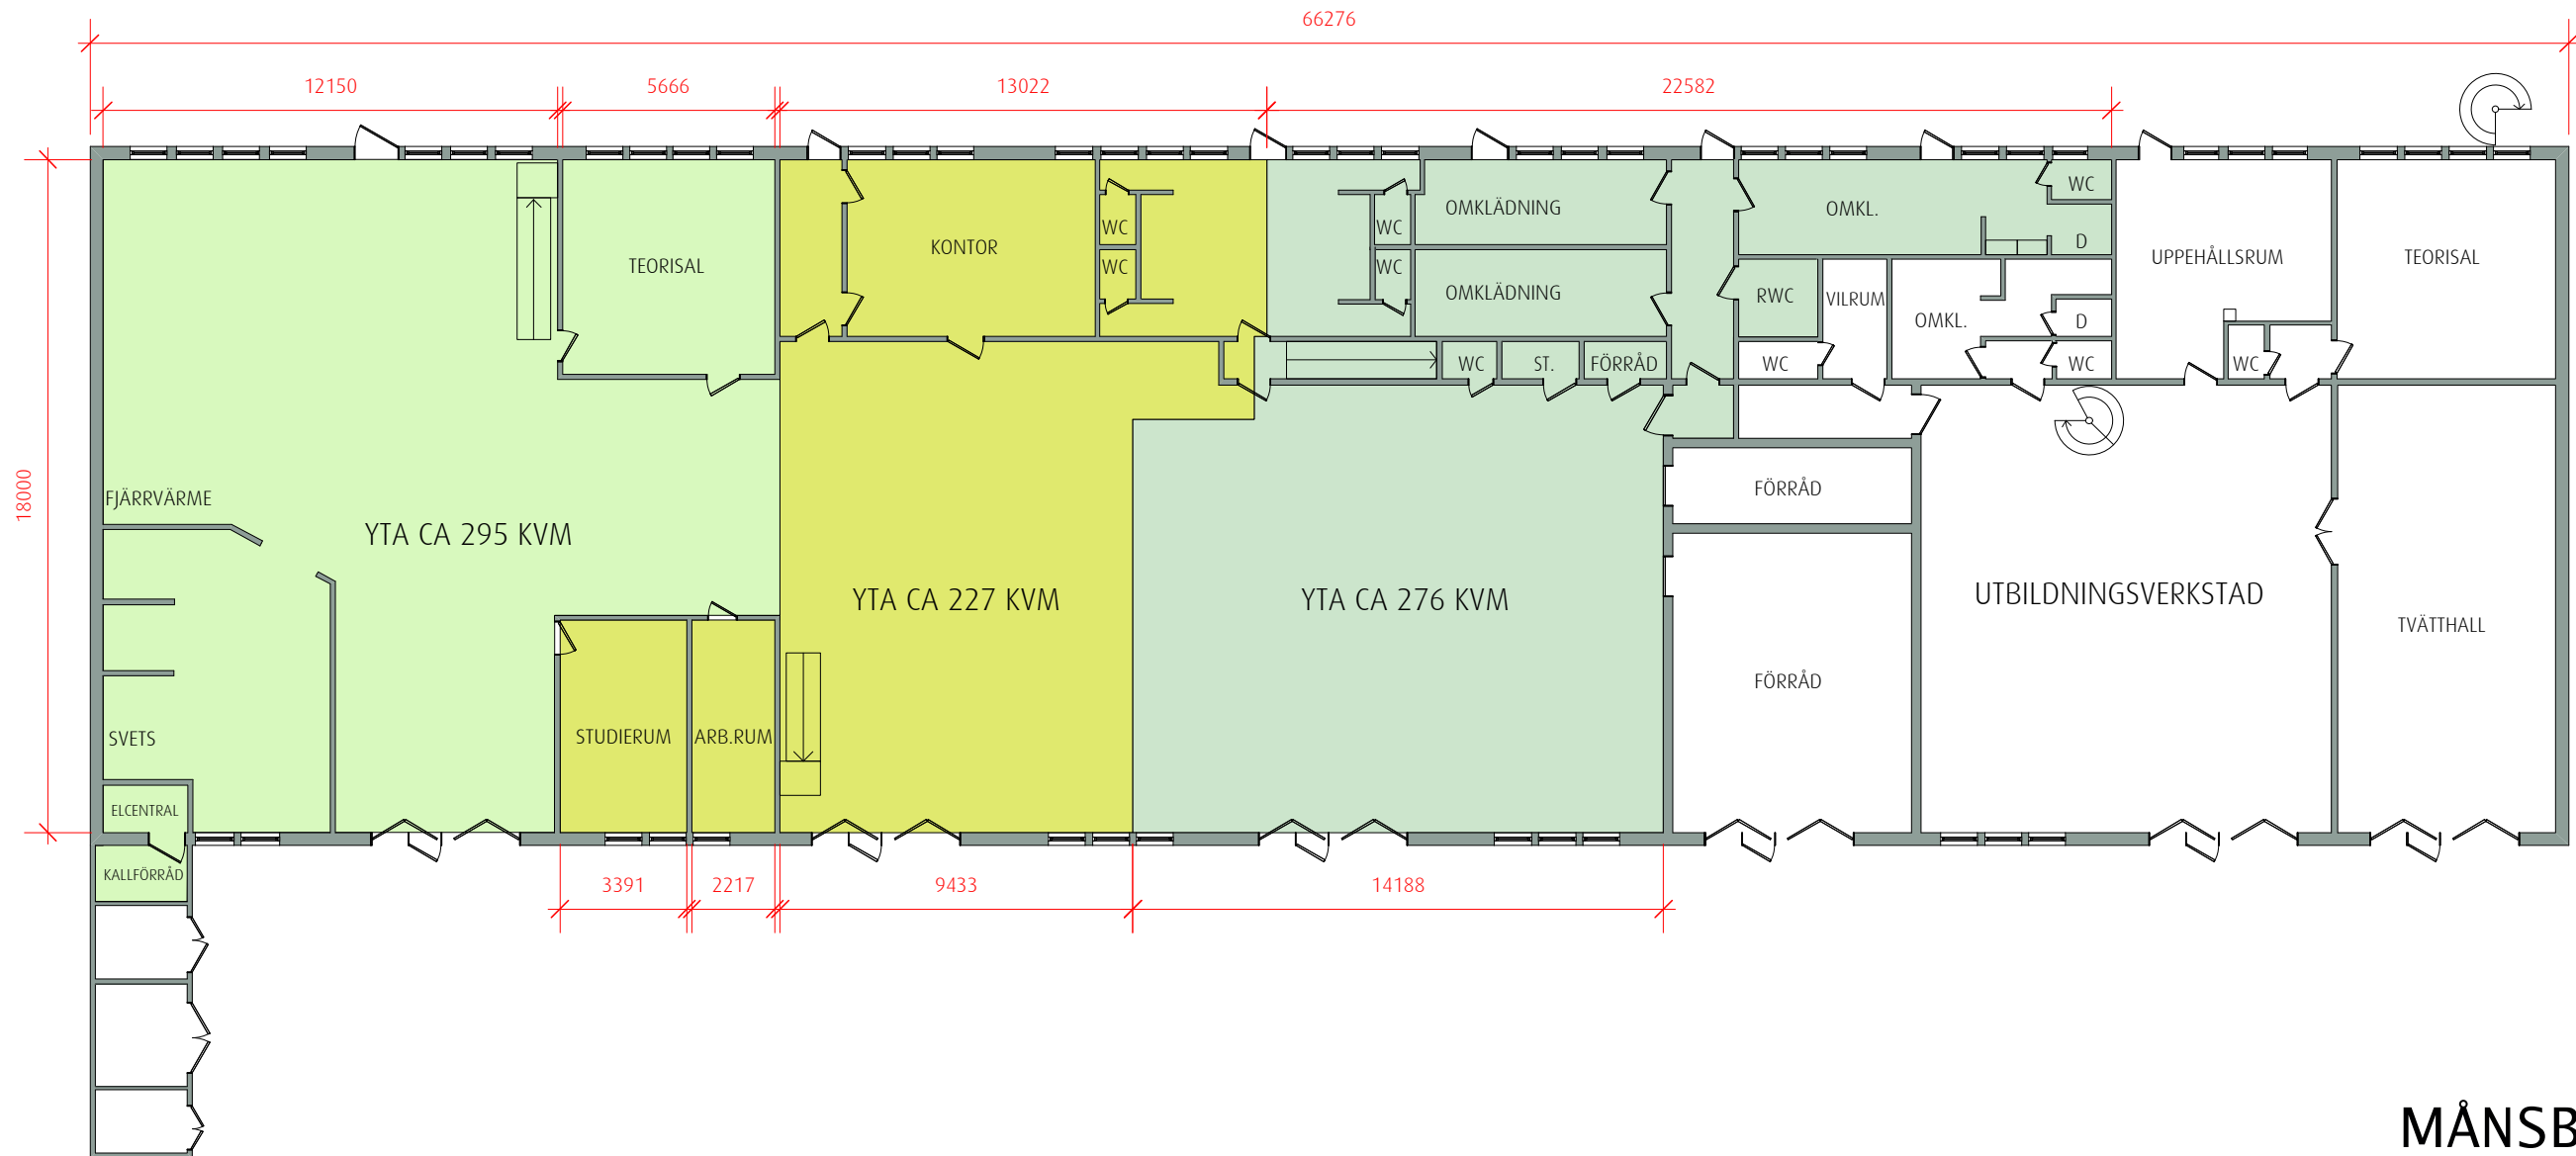 66276
12150
5666
13022
22582
18000
TEORISAL
KONTOR
WC
WC
WC
WC
OMKLÄDNING
OMKLÄDNING
OMKL.
WC
D
RWC
VILRUM
OMKL.
D
WC
WC
UPPEHÅLLSRUM
WC
TEORISAL
WC
ST.
FÖRRÅD
FJÄRRVÄRME
YTA CA 295 KVM
YTA CA 227 KVM
YTA CA 276 KVM
FÖRRÅD
FÖRRÅD
UTBILDNINGSVERKSTAD
TVÄTTHALL
SVETS
STUDIERUM
ARB.RUM
ELCENTRAL
KALLFÖRRÅD
3391
2217
9433
14188
MÅNSB